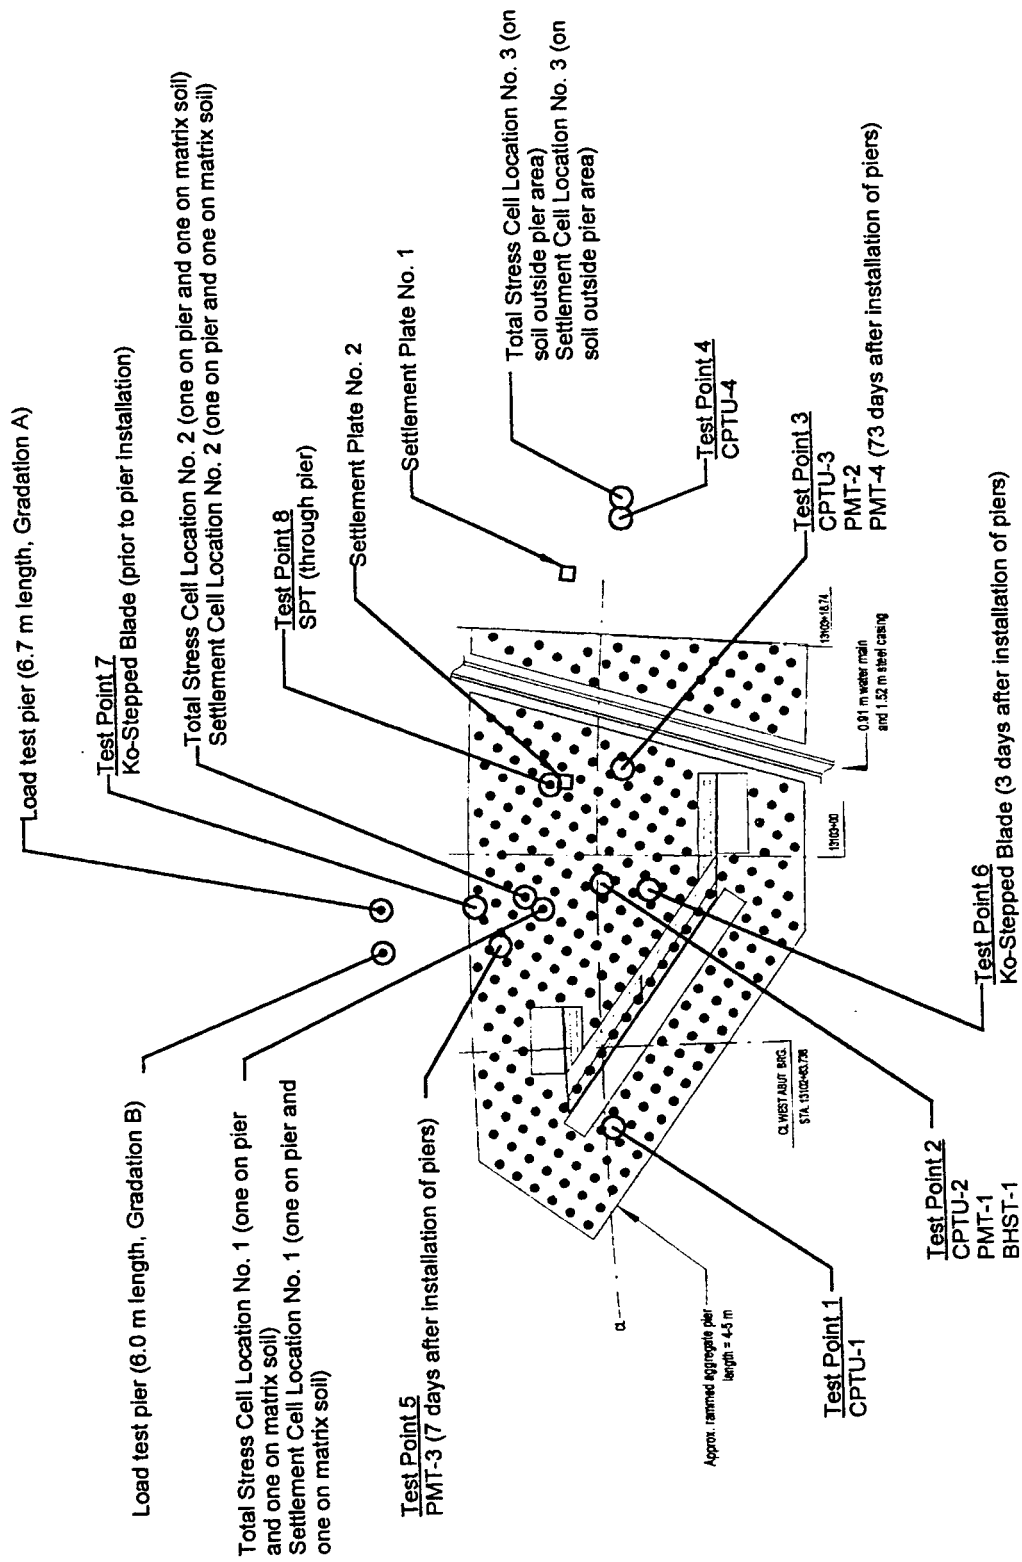 Load test pier (6.7 m length, Gradation A)
Test Point 7
Ko-Stepped Blade (prior to pier installation)
Total Stress Cell Location No. 2 (one on pier and one on matrix soil)
Settlement Cell Location No. 2 (one on pier and one on matrix soil)
Test Point 8
SPT (through pier)
Settlement Plate No. 2
Settlement Plate No. 1
Total Stress Cell Location No. 3 (on
soil outside pier area)
Settlement Cell Location No. 3 (on
soil outside pier area)
Test Point 4
CPTU-4
Test Point 3
CPTU-3
PMT-2
PMT-4 (73 days after installation of piers)
Load test pier (6.0 m length, Gradation B)
Total Stress Cell Location No. 1 (one on pier
and one on matrix soil)
Settlement Cell Location No. 1 (one on pier and
one on matrix soil)
Test Point 5
PMT-3 (7 days after installation of piers)
13103+16.74
0.91 m water main
and 1.52 m steel casing
13103+00
CL WEST ABUT BRG.
STA. 13102+83.738
CL
Approx. rammed aggregate pier
length = 4-5 m
Test Point 1
CPTU-1
Test Point 2
CPTU-2
PMT-1
BHST-1
Test Point 6
Ko-Stepped Blade (3 days after installation of piers)